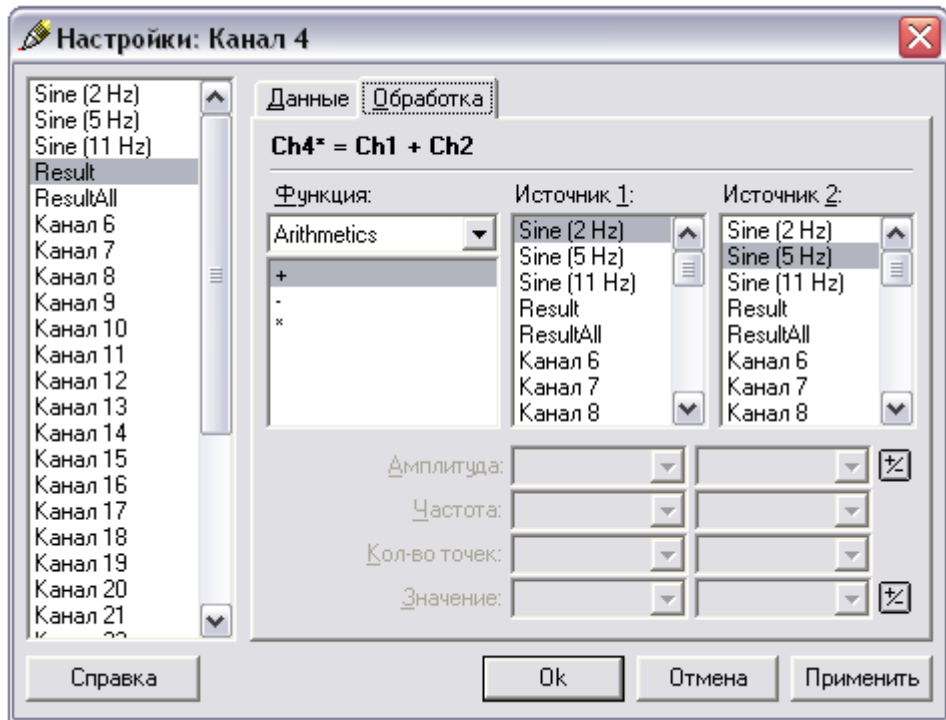 Настройки: Канал 4
Sine (2 Hz)
Sine (5 Hz)
Sine (11 Hz)
Result
ResultAll
Канал 6
Канал 7
Канал 8
Канал 9
Канал 10
Канал 11
Канал 12
Канал 13
Канал 14
Канал 15
Канал 16
Канал 17
Канал 18
Канал 19
Канал 20
Канал 21
Данные
Обработка
Ch4* = Ch1 + Ch2
Функция:
Arithmetics
+
-
*
Источник 1:
Sine (2 Hz)
Sine (5 Hz)
Sine (11 Hz)
Result
ResultAll
Канал 6
Канал 7
Канал 8
Источник 2:
Sine (2 Hz)
Sine (5 Hz)
Sine (11 Hz)
Result
ResultAll
Канал 6
Канал 7
Канал 8
Амплитуда:
Частота:
Кол-во точек:
Значение:
Справка
Ok
Отмена
Применить